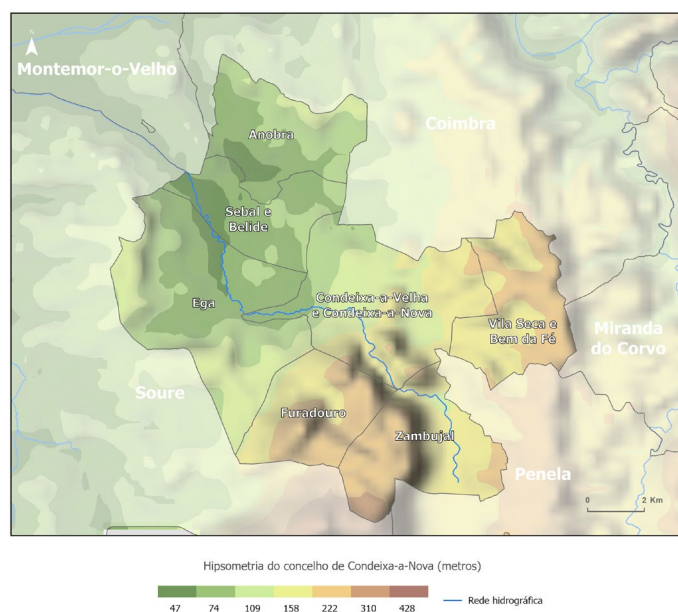 N
Montemor-o-Velho
Coimbra
Anobra
Sebal e
Belide
Ega
Condeixa-a-Velha
e Condeixa-a-Nova
Vila Seca e
Bem da Fé
Miranda
do Corvo
Soure
Furadouro
Zambujal
Penela
0 2 Km
Hipsometria do concelho de Condeixa-a-Nova (metros)
47 74 109 158 222 310 428
Rede hidrográfica